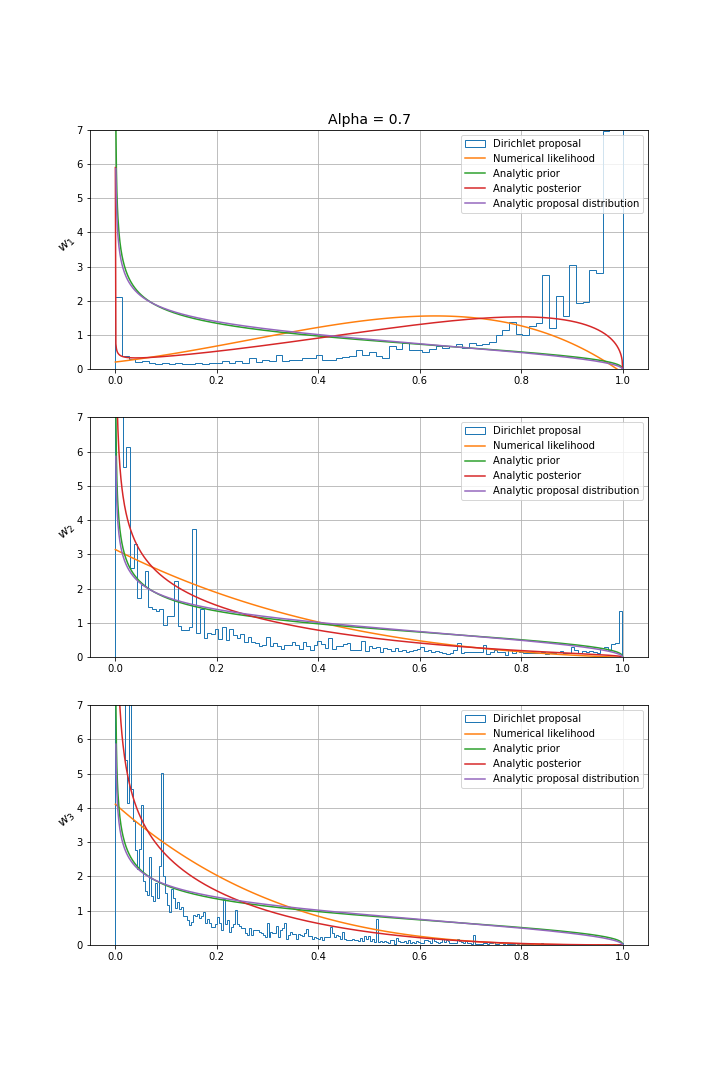 Alpha = 0.7
7
6
5
4
3
2
1
0
w1
0.0 0.2 0.4 0.6 0.8 1.0
Dirichlet proposal
Numerical likelihood
Analytic prior
Analytic posterior
Analytic proposal distribution
7
6
5
4
3
2
1
0
w2
0.0 0.2 0.4 0.6 0.8 1.0
Dirichlet proposal
Numerical likelihood
Analytic prior
Analytic posterior
Analytic proposal distribution
7
6
5
4
3
2
1
0
w3
0.0 0.2 0.4 0.6 0.8 1.0
Dirichlet proposal
Numerical likelihood
Analytic prior
Analytic posterior
Analytic proposal distribution